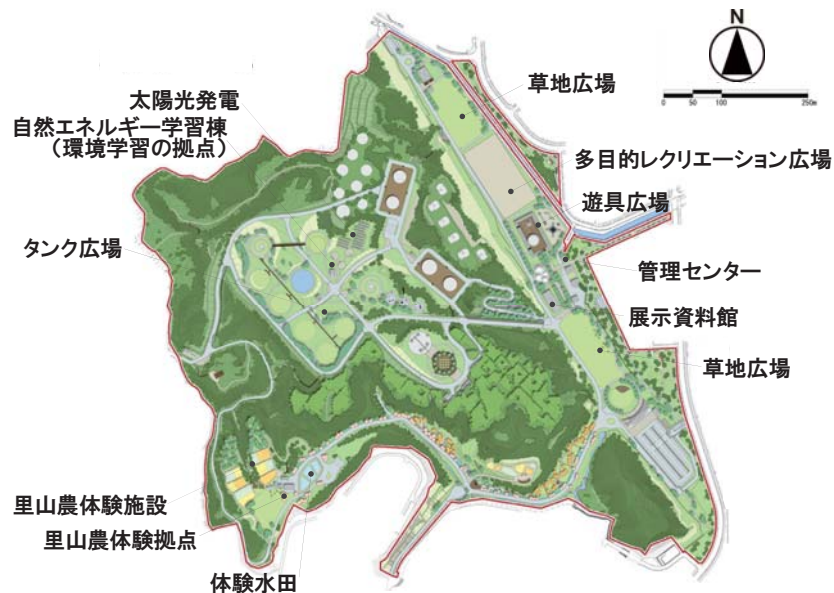 N
0 50 100 250m
草地広場
太陽光発電
自然エネルギー学習棟
（環境学習の拠点）
多目的レクリエーション広場
遊具広場
タンク広場
管理センター
展示資料館
草地広場
里山農体験施設
里山農体験拠点
体験水田